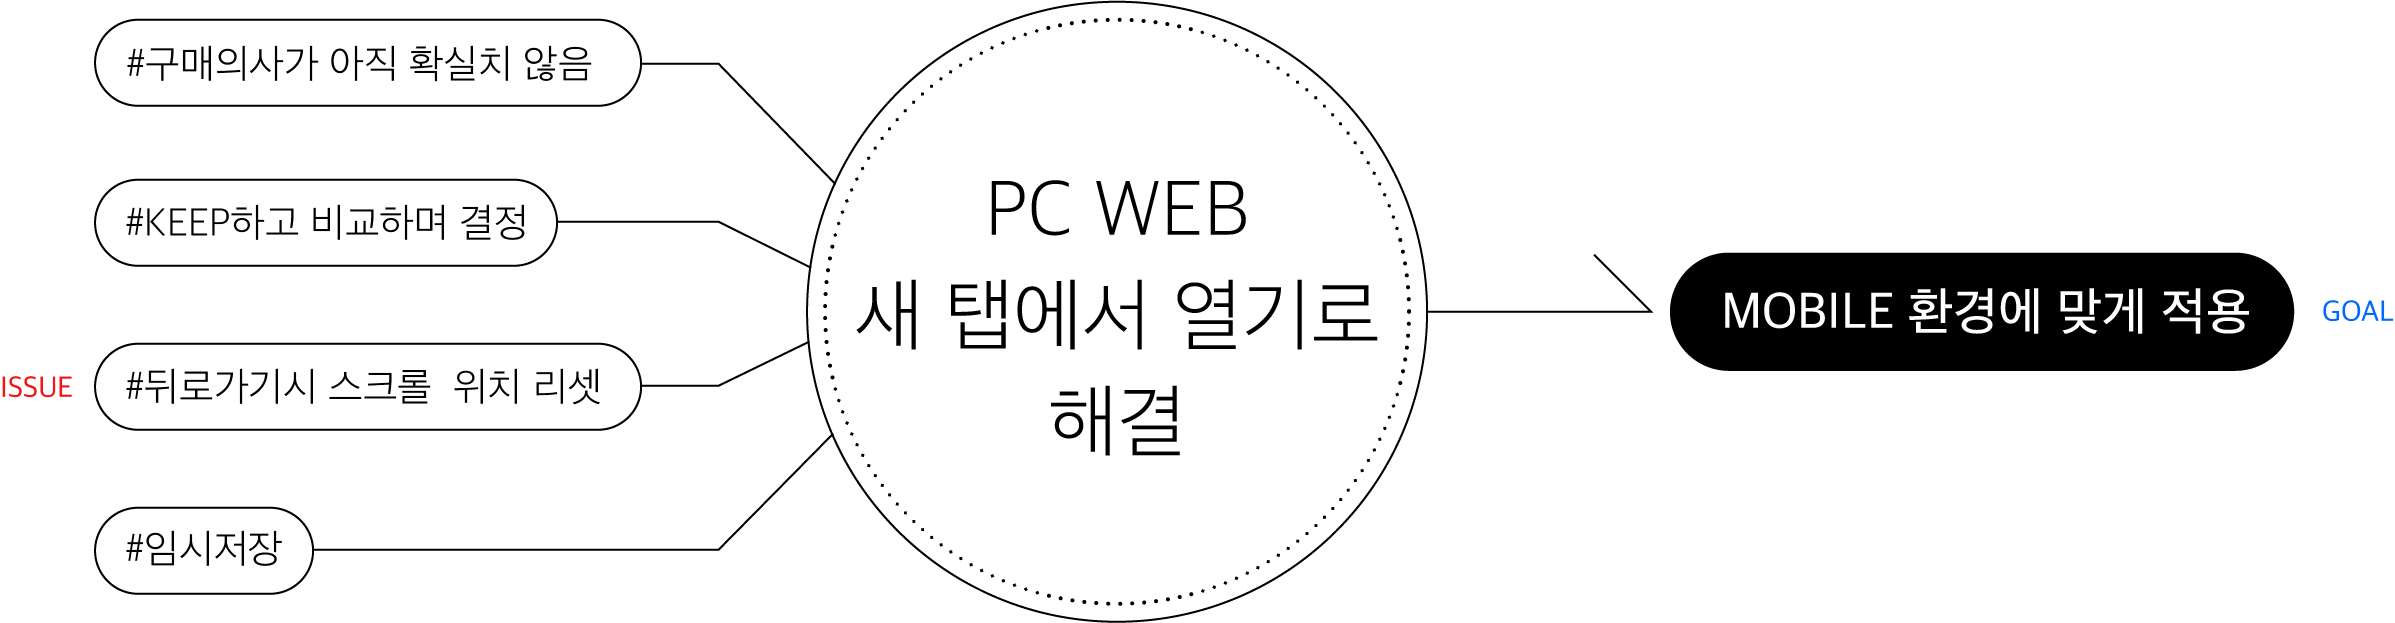 #구매의사가 아직 확실치 않음
#KEEP하고 비교하며 결정
ISSUE
#뒤로가기시 스크롤 위치 리셋
#임시저장
PC WEB
새 탭에서 열기로
해결
MOBILE 환경에 맞게 적용
GOAL